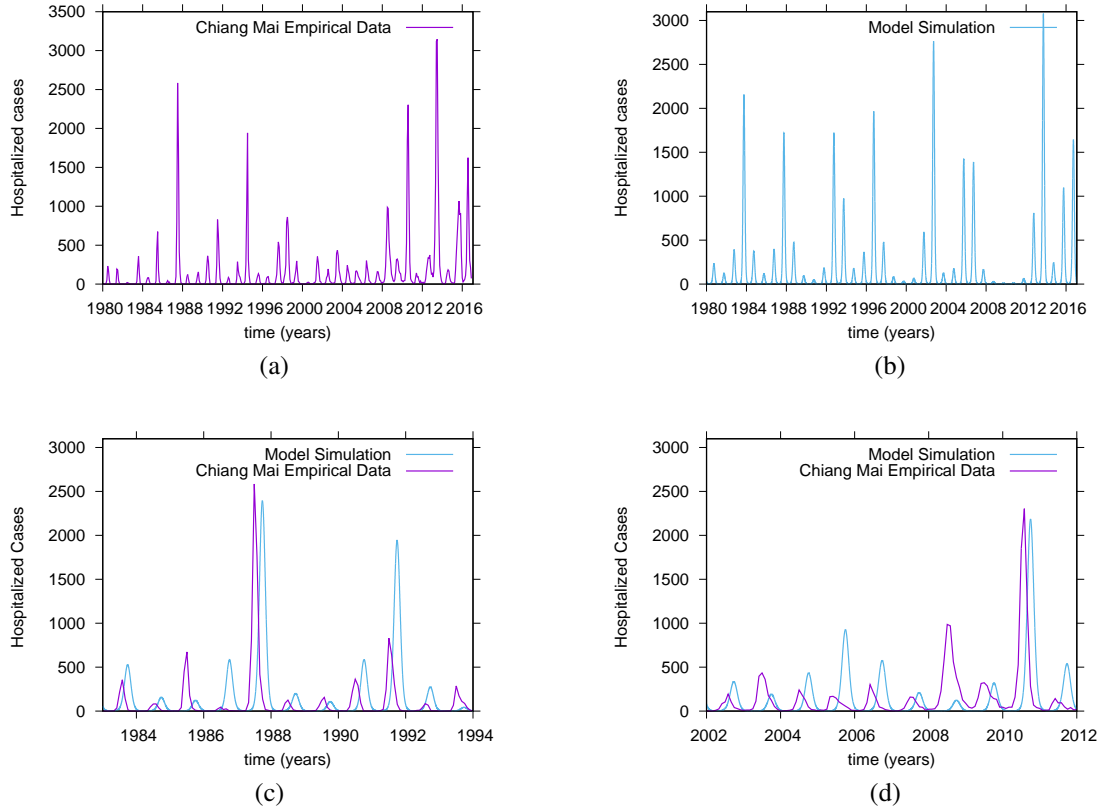 Chiang Mai Empirical Data
Hospitalized cases
3500
3000
2500
2000
1500
1000
500
0
1980 1984 1988 1992 1996 2000 2004 2008 2012 2016
time (years)
(a)
Model Simulation
Hospitalized cases
3000
2500
2000
1500
1000
500
0
1980 1984 1988 1992 1996 2000 2004 2008 2012 2016
time (years)
(b)
Model Simulation
Chiang Mai Empirical Data
Hospitalized Cases
3000
2500
2000
1500
1000
500
0
1984 1986 1988 1990 1992 1994
time (years)
(c)
Model Simulation
Chiang Mai Empirical Data
Hospitalized Cases
3000
2500
2000
1500
1000
500
0
2002 2004 2006 2008 2010 2012
time (years)
(d)